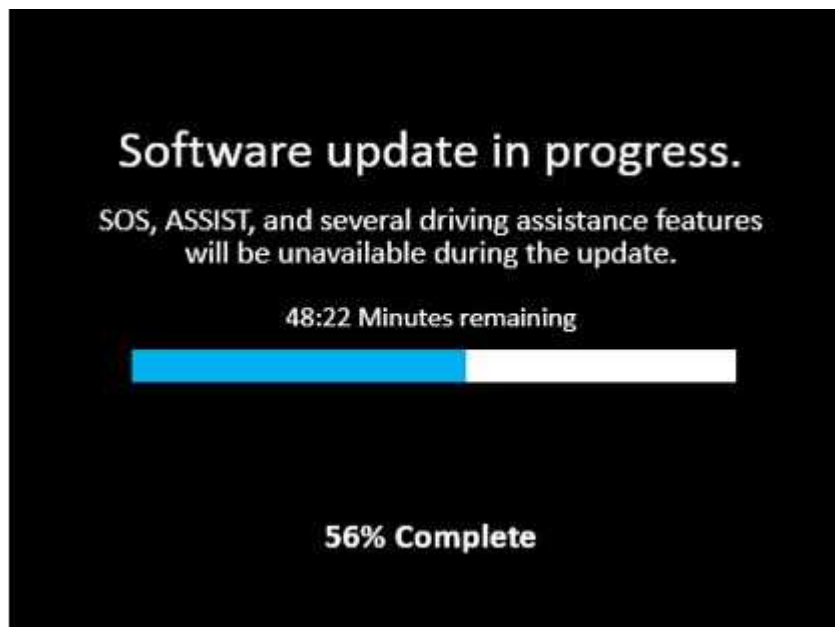 Software update in progress.
SOS, ASSIST, and several driving assistance features
will be unavailable during the update.
48:22 Minutes remaining
56% Complete